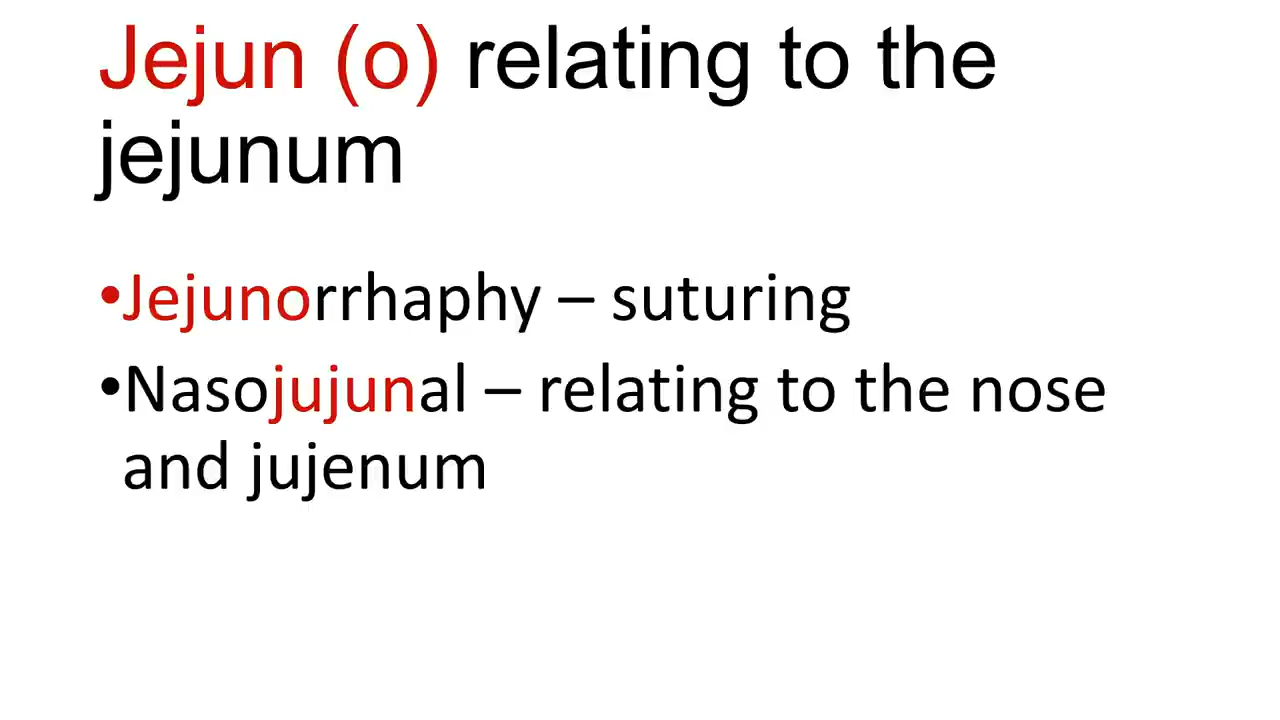 Jejun (o) relating to the
jejunum
•Jejunorrhaphy – suturing
•Nasojujunal – relating to the nose
and jujenum